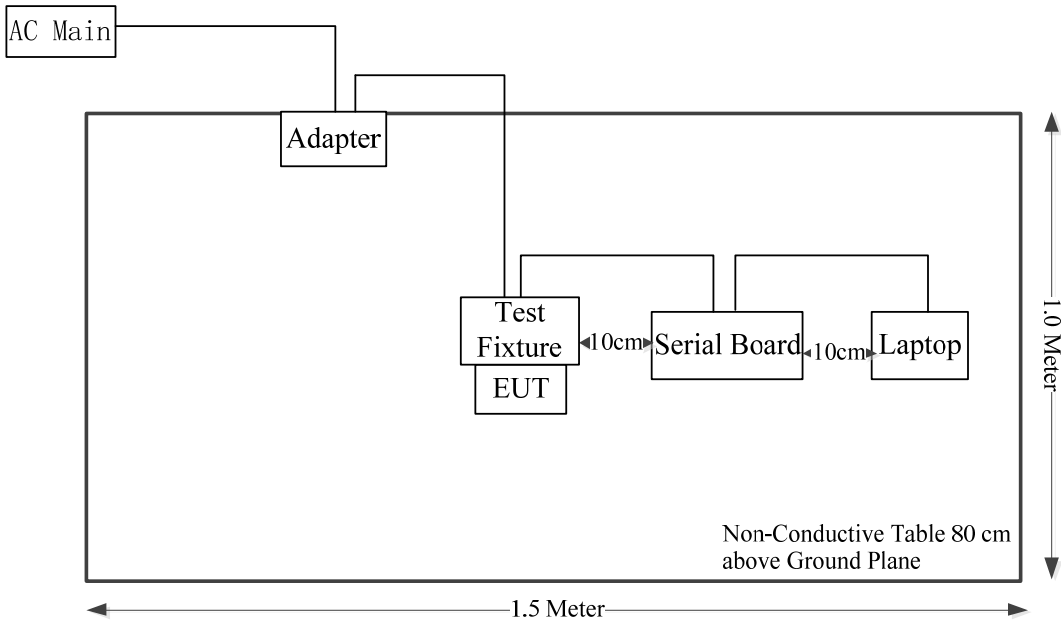 AC Main
Adapter
Test
Fixture
EUT
10cm
Serial Board
10cm
Laptop
1.0 Meter
Non-Conductive Table 80 cm
above Ground Plane
1.5 Meter